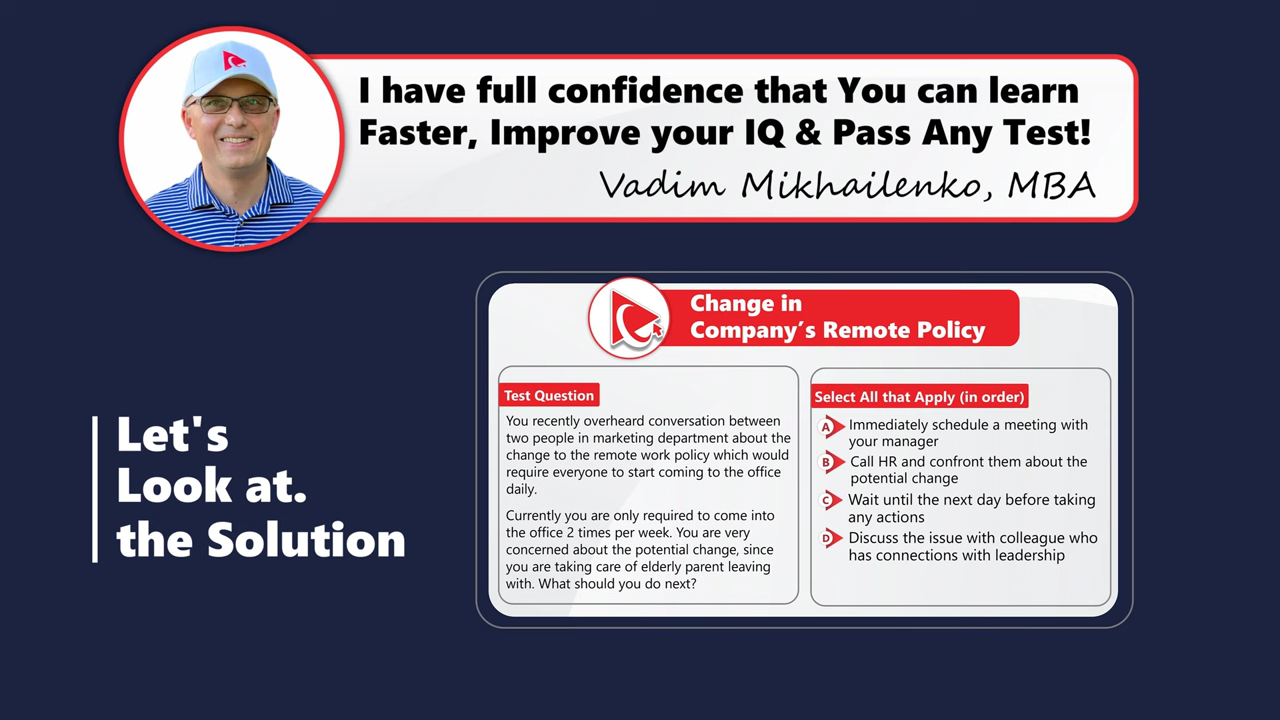 I have full confidence that You can learn
Faster, Improve your IQ & Pass Any Test!
Vadim Mikhailenko, MBA
Let's
Look at.
the Solution
Change in
Company's Remote Policy
Test Question
You recently overheard conversation between
two people in marketing department about the
change to the remote work policy which would
require everyone to start coming to the office
daily.
Currently you are only required to come into
the office 2 times per week. You are very
concerned about the potential change, since
you are taking care of elderly parent leaving
with. What should you do next?
Select All that Apply (in order)
A Immediately schedule a meeting with
your manager
B Call HR and confront them about the
potential change
C Wait until the next day before taking
any actions
D Discuss the issue with colleague who
has connections with leadership